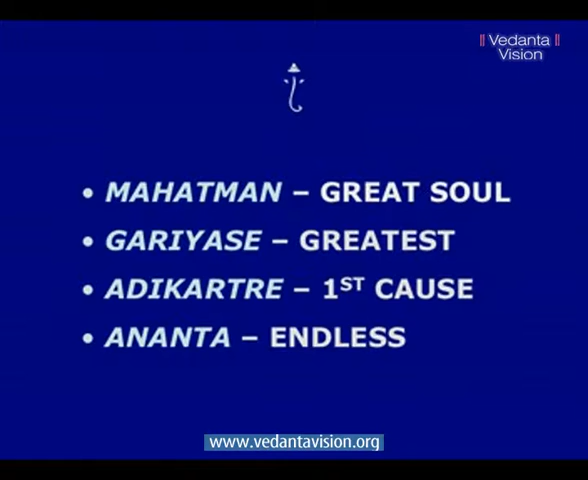 || Vedanta ||
Vision
• MAHATMAN – GREAT SOUL
• GARIYASE – GREATEST
• ADIKARTRE – 1ST CAUSE
• ANANTA – ENDLESS
www.vedantavision.org